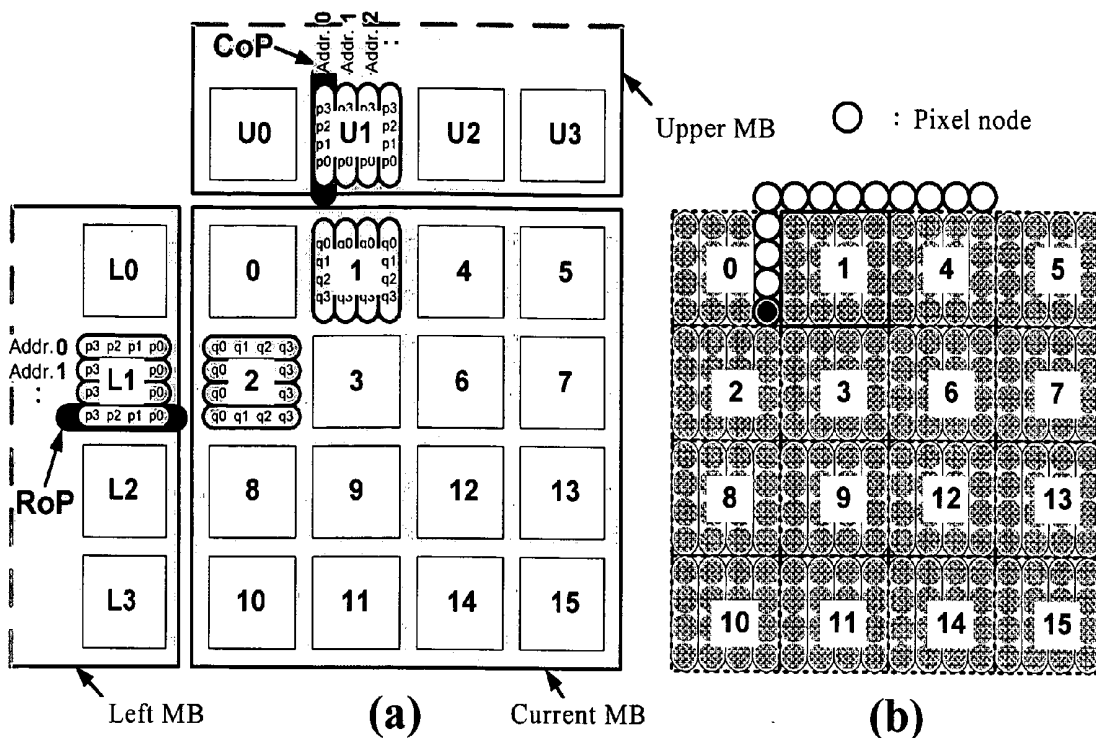 CoP
Addr. 0
Addr. 1
Addr. 2
:
U0
p3 p3 p3 p3
p2 U1 p2
p1 p1
p0 p0 p0 p0
U2
U3
Upper MB
: Pixel node
L0
0
q0 q0 q0 q0
q1 q1
q2 1 q2
q3 q3 q3 q3
4
5
Addr. 0
Addr. 1
:
p3 p2 p1 p0
p3 p0
L1
p3 p0
p3 p2 p1 p0
q0 q1 q2 q3
q0 q3
2
q0 q3
q0 q1 q2 q3
3
6
7
RoP
L2
8
9
12
13
L3
10
11
14
15
Left MB
(a)
Current MB
0
1
4
5
2
3
6
7
8
9
12
13
10
11
14
15
(b)